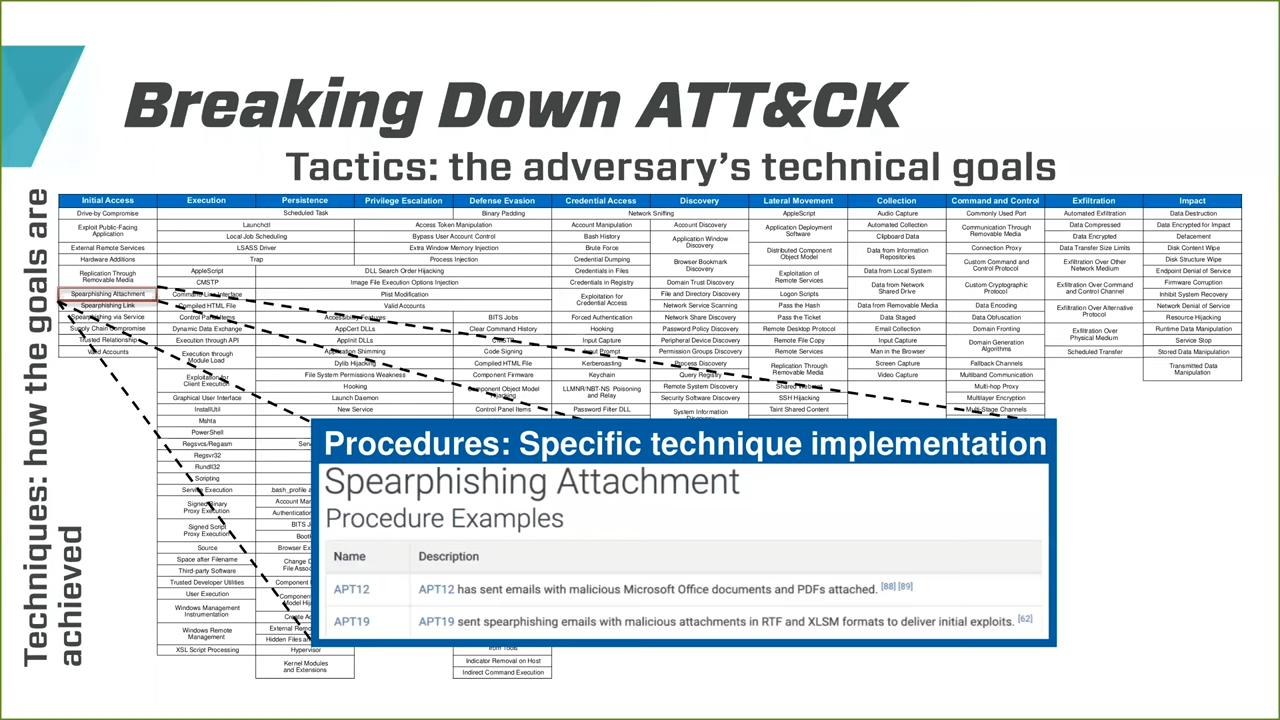 Breaking Down ATT&CK
Tactics: the adversary's technical goals
Techniques: how the goals are
achieved
Initial Access
Drive-by Compromise
Exploit Public-Facing
Application
External Remote Services
Hardware Additions
Replication Through
Removable Media
Spearphishing Attachment
Spearphishing Link
Spearphishing via Service
Supply Chain Compromise
Trusted Relationship
Valid Accounts
Execution
Persistence
Privilege Escalation
Scheduled Task
Launchctl
Access Token Manipulation
Local Job Scheduling
Bypass User Account Control
LSASS Driver
Extra Window Memory Injection
Trap
Process Injection
AppleScript
DLL Search Order Hijacking
CMSTP
Image File Execution Options Injection
Command-Line Interface
Plist Modification
Compiled HTML File
Valid Accounts
Control Panel Items
Accessibility Features
Dynamic Data Exchange
AppCert DLLs
Execution through API
AppInit DLLs
Execution through
Module Load
Application Shimming
Dylib Hijacking
Exploitation for
Client Execution
File System Permissions Weakness
Hooking
Graphical User Interface
Launch Daemon
InstallUtil
New Service
Mshta
PowerShell
Regsvcs/Regasm
Regsvr32
Rundll32
Scripting
Service Execution
.bash_profile
Signed Binary
Proxy Execution
Signed Script
Proxy Execution
Source
Space after Filename
Third-party Software
Trusted Developer Utilities
User Execution
Windows Management
Instrumentation
Windows Remote
Management
XSL Script Processing
Hypervisor
Kernel Modules
and Extensions
Defense Evasion
Binary Padding
BITS Jobs
Clear Command History
CMSTP
Code Signing
Compiled HTML File
Component Firmware
Component Object Model
Hijacking
Control Panel Items
from Tools
Indicator Removal on Host
Indirect Command Execution
Credential Access
Discovery
Network Sniffing
Account Manipulation
Bash History
Brute Force
Credential Dumping
Credentials in Files
Credentials in Registry
Exploitation for
Credential Access
Forced Authentication
Hooking
Input Capture
Input Prompt
Kerberoasting
Keychain
LLMNR/NBT-NS Poisoning
and Relay
Password Filter DLL
Account Discovery
Application Window
Discovery
Browser Bookmark
Discovery
Domain Trust Discovery
File and Directory Discovery
Network Service Scanning
Network Share Discovery
Password Policy Discovery
Peripheral Device Discovery
Permission Groups Discovery
Process Discovery
Query Registry
Remote System Discovery
Security Software Discovery
System Information
Lateral Movement
AppleScript
Application Deployment
Software
Distributed Component
Object Model
Exploitation of
Remote Services
Logon Scripts
Pass the Hash
Pass the Ticket
Remote Desktop Protocol
Remote File Copy
Remote Services
Replication Through
Removable Media
Shared Webroot
SSH Hijacking
Taint Shared Content
Collection
Audio Capture
Automated Collection
Clipboard Data
Data from Information
Repositories
Data from Local System
Data from Network
Shared Drive
Data from Removable Media
Data Staged
Email Collection
Input Capture
Man in the Browser
Screen Capture
Video Capture
Command and Control
Commonly Used Port
Communication Through
Removable Media
Connection Proxy
Custom Command and
Control Protocol
Custom Cryptographic
Protocol
Data Encoding
Data Obfuscation
Domain Fronting
Domain Generation
Algorithms
Fallback Channels
Multiband Communication
Multi-hop Proxy
Multilayer Encryption
Multi-Stage Channels
Exfiltration
Automated Exfiltration
Data Compressed
Data Encrypted
Data Transfer Size Limits
Exfiltration Over Other
Network Medium
Exfiltration Over Command
and Control Channel
Exfiltration Over Alternative
Protocol
Exfiltration Over
Physical Medium
Scheduled Transfer
Impact
Data Destruction
Data Encrypted for Impact
Defacement
Disk Content Wipe
Disk Structure Wipe
Endpoint Denial of Service
Firmware Corruption
Inhibit System Recovery
Network Denial of Service
Resource Hijacking
Runtime Data Manipulation
Service Stop
Stored Data Manipulation
Transmitted Data
Manipulation
Procedures: Specific technique implementation
Spearphishing Attachment
Procedure Examples
Name Description
APT12 APT12 has sent emails with malicious Microsoft Office documents and PDFs attached. [88] [89]
APT19 APT19 sent spearphishing emails with malicious attachments in RTF and XLSM formats to deliver initial exploits. [62]